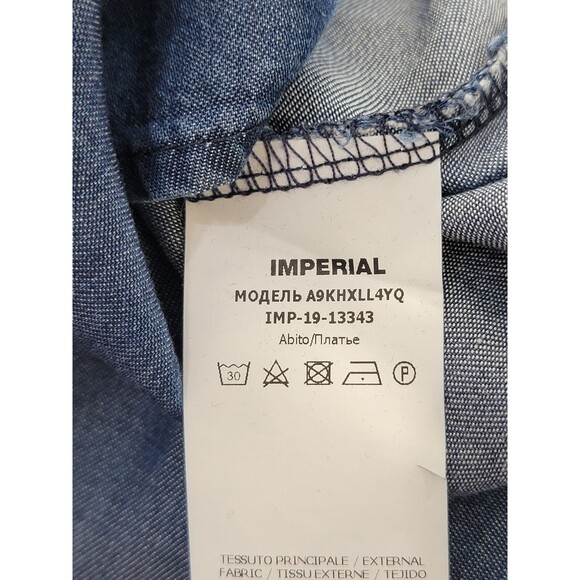 IMPERIAL
МОДЕЛЬ A9KHXLL4YQ
IMP-19-13343
Abito/Платье
30 P
TESSUTO PRINCIPALE / EXTERNAL
FABRIC / TISSU EXTERNE / TEJIDO